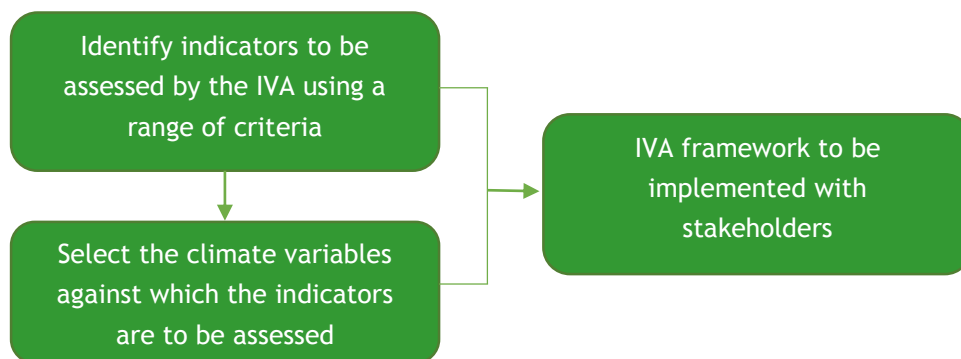 Identify indicators to be
assessed by the IVA using a
range of criteria
Select the climate variables
against which the indicators
are to be assessed
IVA framework to be
implemented with
stakeholders